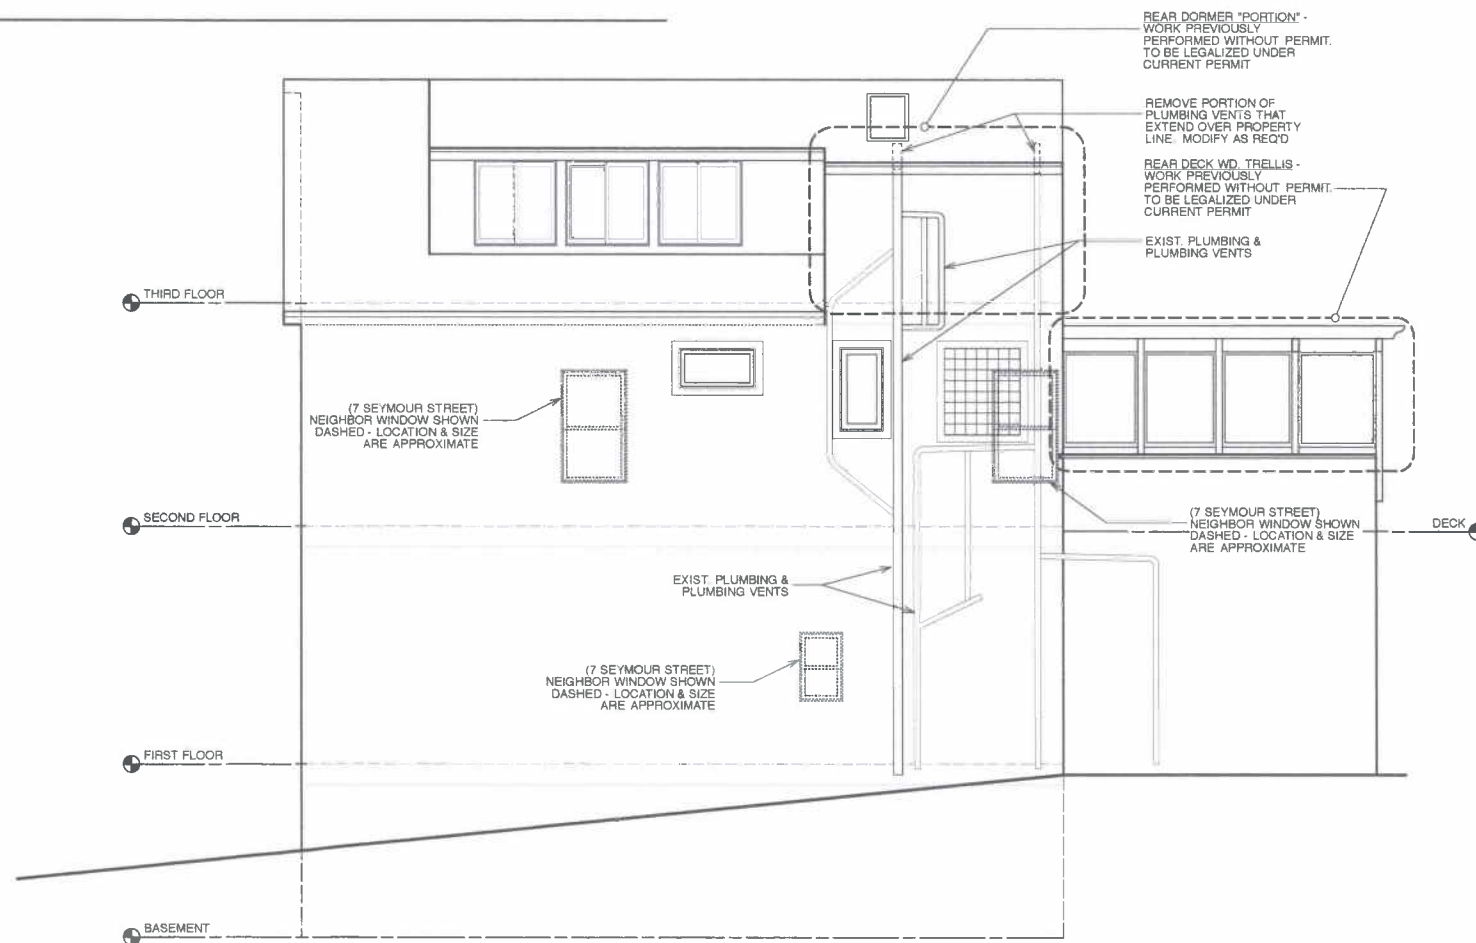 REAR DORMER "PORTION" -
WORK PREVIOUSLY
PERFORMED WITHOUT PERMIT.
TO BE LEGALIZED UNDER
CURRENT PERMIT
REMOVE PORTION OF
PLUMBING VENTS THAT
EXTEND OVER PROPERTY
LINE. MODIFY AS REQ'D
REAR DECK WD. TRELLIS -
WORK PREVIOUSLY
PERFORMED WITHOUT PERMIT.
TO BE LEGALIZED UNDER
CURRENT PERMIT
EXIST. PLUMBING &
PLUMBING VENTS
THIRD FLOOR
(7 SEYMOUR STREET)
NEIGHBOR WINDOW SHOWN
DASHED - LOCATION & SIZE
ARE APPROXIMATE
SECOND FLOOR
(7 SEYMOUR STREET)
NEIGHBOR WINDOW SHOWN
DASHED - LOCATION & SIZE
ARE APPROXIMATE
DECK
EXIST. PLUMBING &
PLUMBING VENTS
(7 SEYMOUR STREET)
NEIGHBOR WINDOW SHOWN
DASHED - LOCATION & SIZE
ARE APPROXIMATE
FIRST FLOOR
BASEMENT